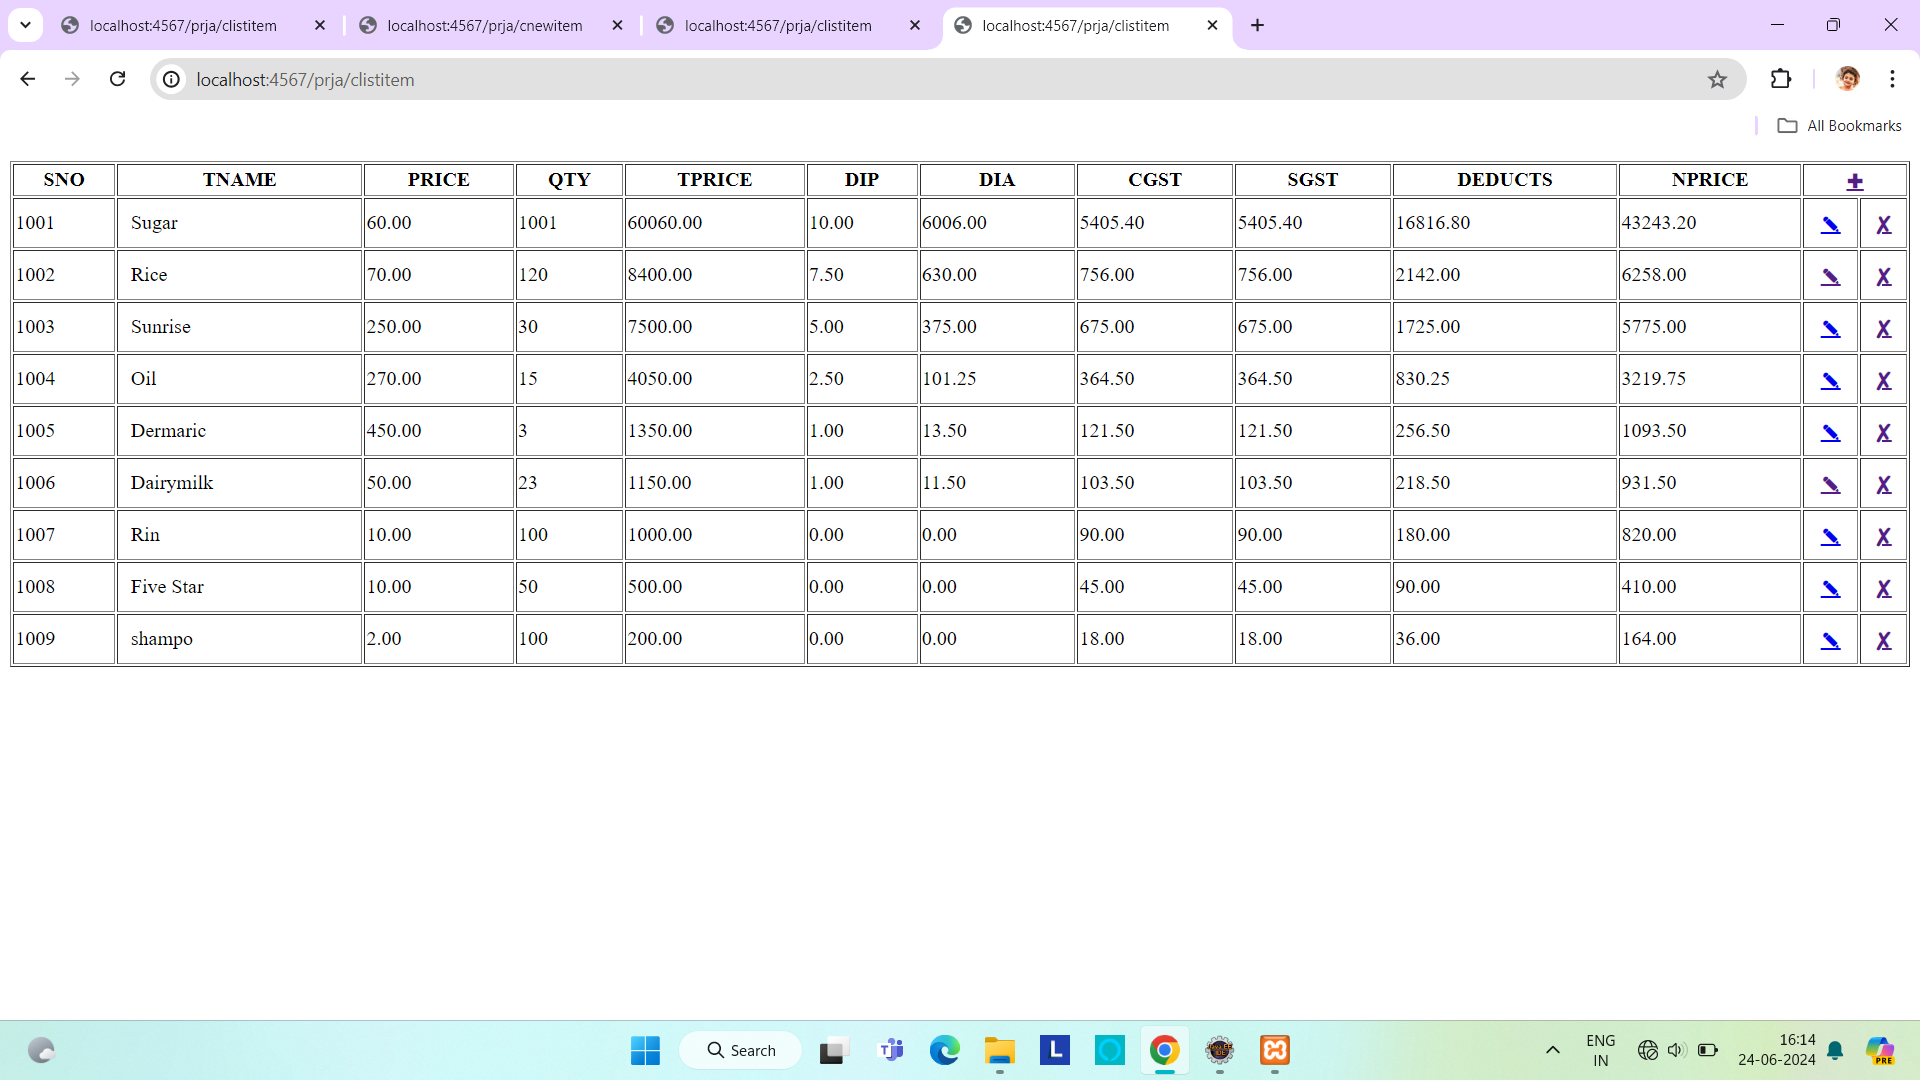 localhost:4567/prja/clistitem localhost:4567/prja/cnewitem localhost:4567/prja/clistitem localhost:4567/prja/clistitem
localhost:4567/prja/clistitem
All Bookmarks
SNO TNAME PRICE QTY TPRICE DIP DIA CGST SGST DEDUCTS NPRICE +
1001 Sugar 60.00 1001 60060.00 10.00 6006.00 5405.40 5405.40 16816.80 43243.20 X
1002 Rice 70.00 120 8400.00 7.50 630.00 756.00 756.00 2142.00 6258.00 X
1003 Sunrise 250.00 30 7500.00 5.00 375.00 675.00 675.00 1725.00 5775.00 X
1004 Oil 270.00 15 4050.00 2.50 101.25 364.50 364.50 830.25 3219.75 X
1005 Dermaric 450.00 3 1350.00 1.00 13.50 121.50 121.50 256.50 1093.50 X
1006 Dairymilk 50.00 23 1150.00 1.00 11.50 103.50 103.50 218.50 931.50 X
1007 Rin 10.00 100 1000.00 0.00 0.00 90.00 90.00 180.00 820.00 X
1008 Five Star 10.00 50 500.00 0.00 0.00 45.00 45.00 90.00 410.00 X
1009 shampo 2.00 100 200.00 0.00 0.00 18.00 18.00 36.00 164.00 X
Search
L
ENG
IN
16:14
24-06-2024
PRE